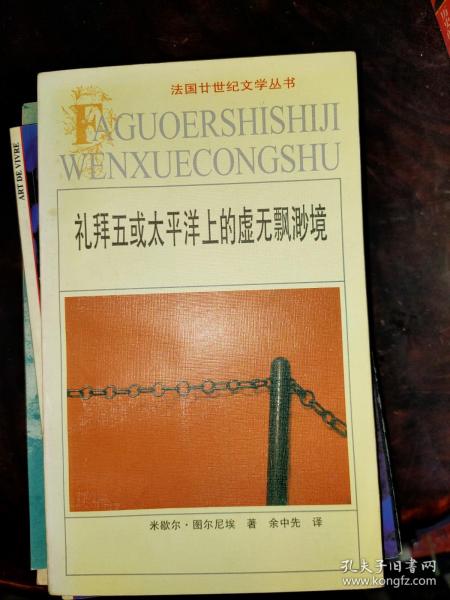 法国廿世纪文学丛书
FAGUOERSHISHIJI
WENXUECONGSHU
礼拜五或太平洋上的虚无飘渺境
米歇尔·图尔尼埃 著 余中先 译
ART DE VIVRE
孔夫子旧书网
www.kongfz.com